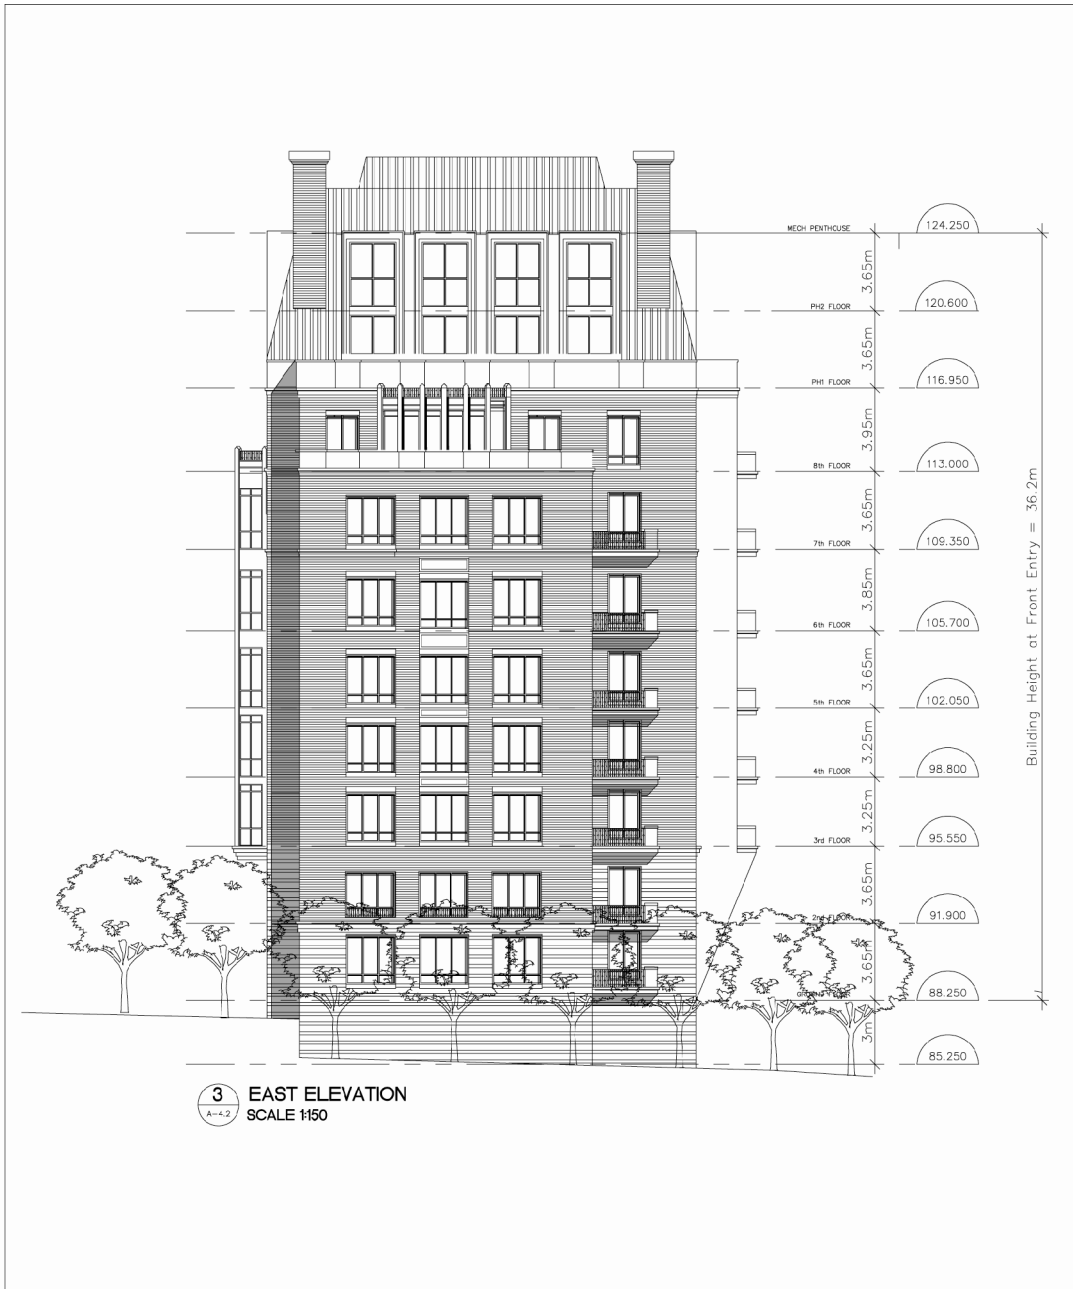 MECH PENTHOUSE
124.250
3.65m
PH2 FLOOR
120.600
3.65m
PH1 FLOOR
116.950
3.95m
8th FLOOR
113.000
3.65m
7th FLOOR
109.350
3.85m
6th FLOOR
105.700
3.65m
5th FLOOR
102.050
3.25m
4th FLOOR
98.800
3.25m
3rd FLOOR
95.550
3.65m
2nd FLOOR
91.900
3.65m
GROUND FLOOR
88.250
3m
85.250
Building Height at Front Entry = 36.2m
3
A-4.2
EAST ELEVATION
SCALE 1:150